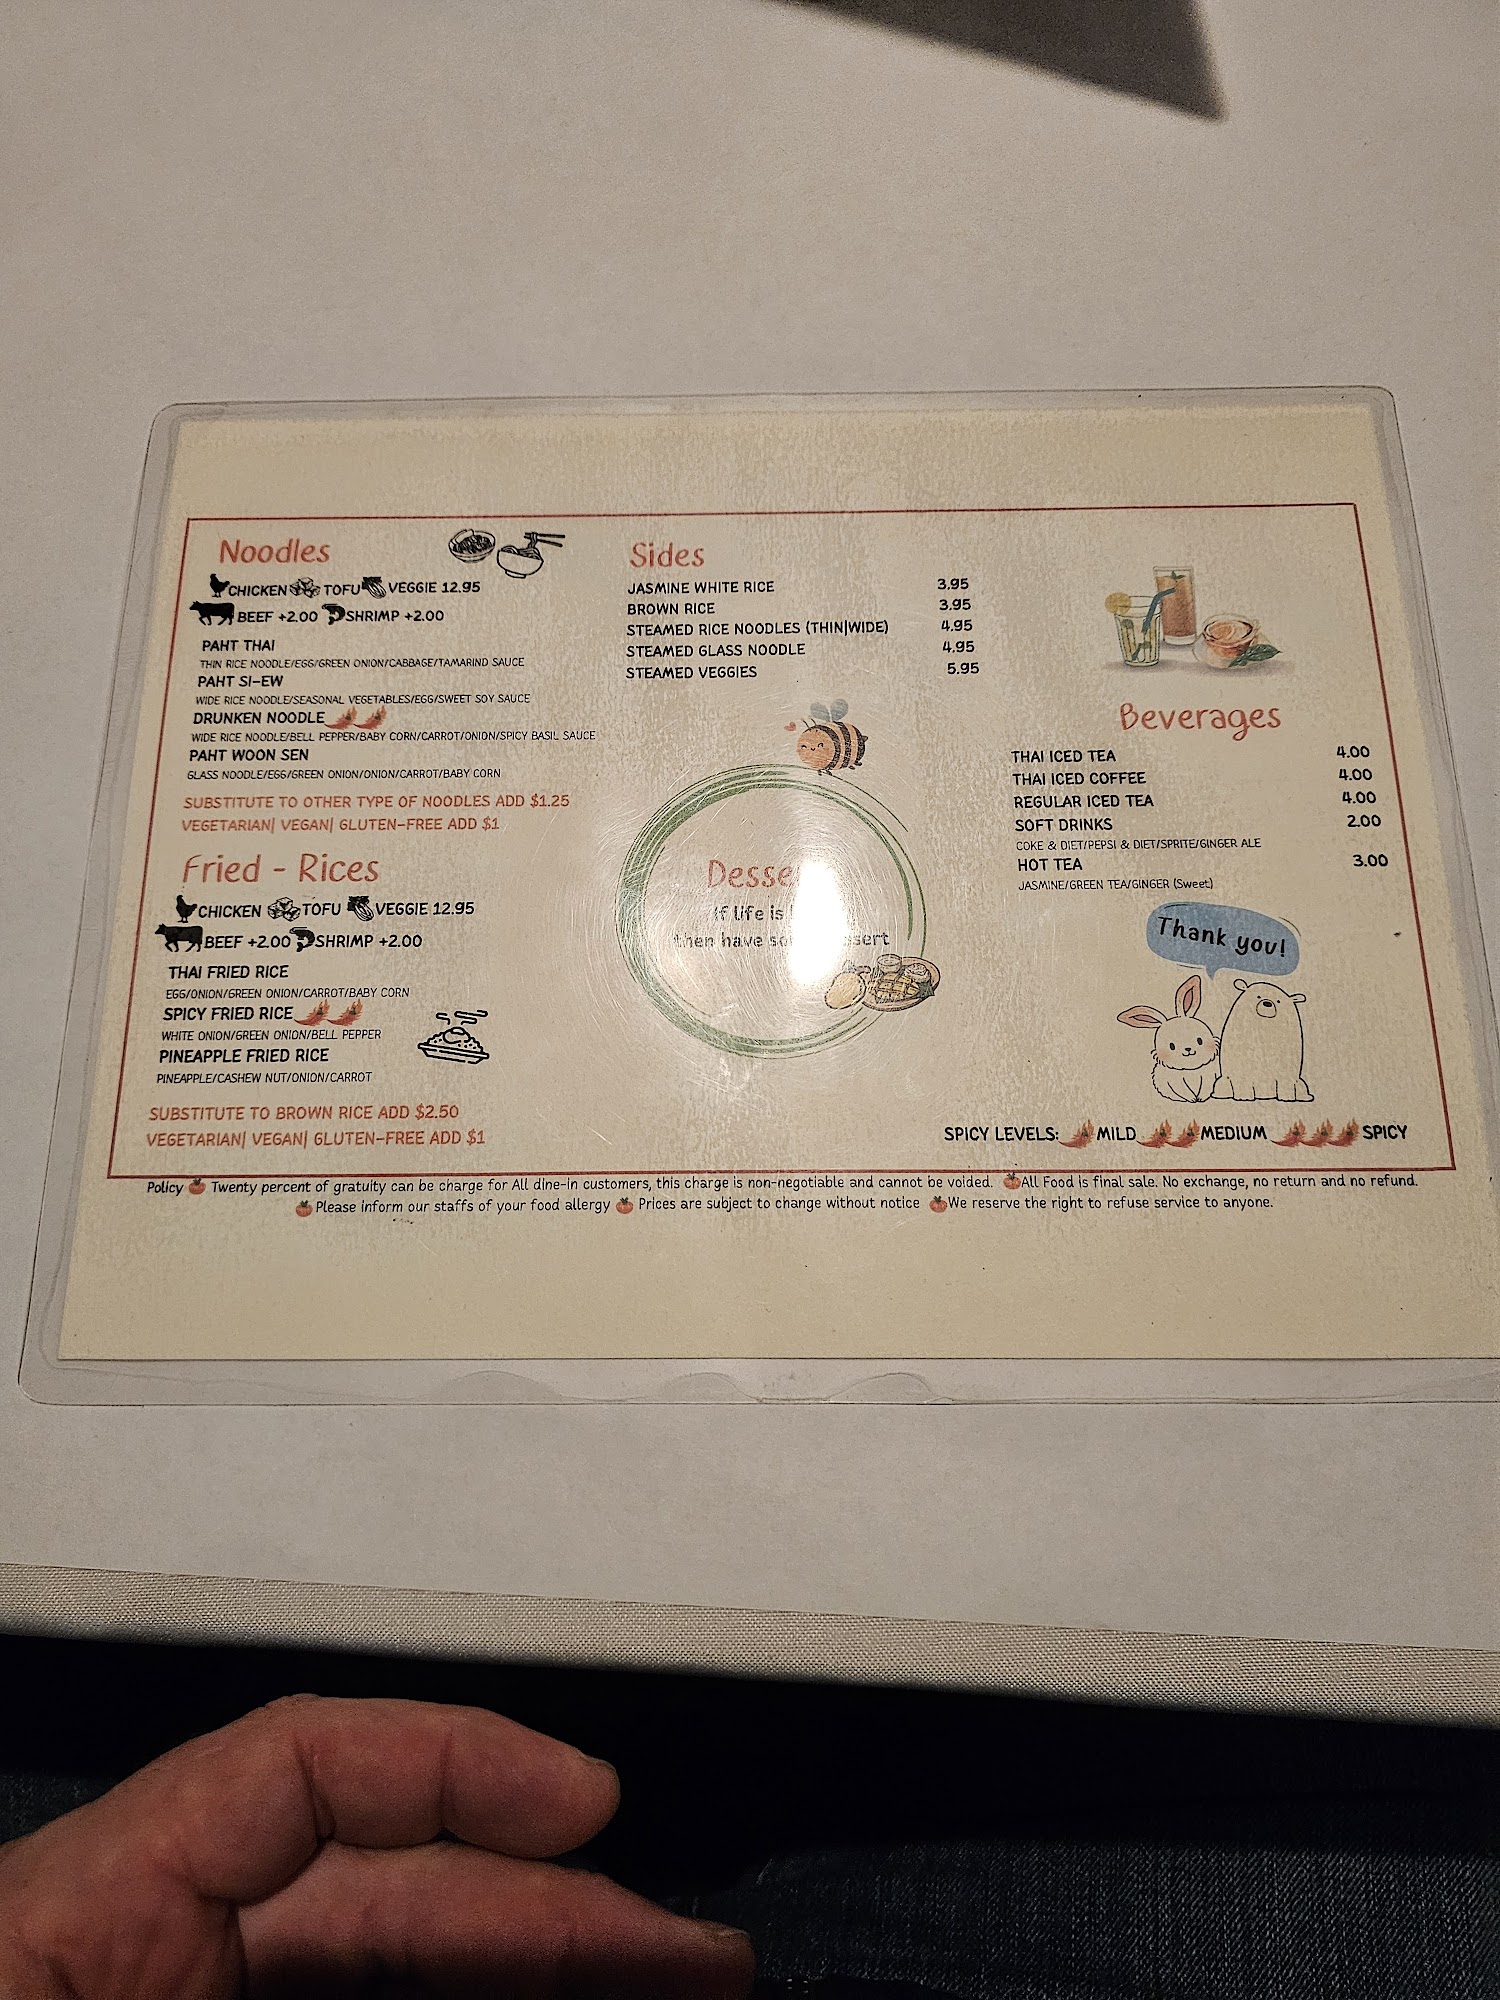 Noodles
CHICKEN TOFU VEGGIE 12.95
BEEF +2.00 SHRIMP +2.00
PAHT THAI
THIN RICE NOODLE/EGG/GREEN ONION/CABBAGE/TAMARIND SAUCE
PAHT SI-EW
WIDE RICE NOODLE/SEASONAL VEGETABLES/EGG/SWEET SOY SAUCE
DRUNKEN NOODLE
WIDE RICE NOODLE/BELL PEPPER/BABY CORN/CARROT/ONION/SPICY BASIL SAUCE
PAHT WOON SEN
GLASS NOODLE/EGG/GREEN ONION/ONION/CARROT/BABY CORN
SUBSTITUTE TO OTHER TYPE OF NOODLES ADD $1.25
VEGETARIAN| VEGAN| GLUTEN-FREE ADD $1
Fried - Rices
CHICKEN TOFU VEGGIE 12.95
BEEF +2.00 SHRIMP +2.00
THAI FRIED RICE
EGG/ONION/GREEN ONION/CARROT/BABY CORN
SPICY FRIED RICE
WHITE ONION/GREEN ONION/BELL PEPPER
PINEAPPLE FRIED RICE
PINEAPPLE/CASHEW NUT/ONION/CARROT
SUBSTITUTE TO BROWN RICE ADD $2.50
VEGETARIAN| VEGAN| GLUTEN-FREE ADD $1
Sides
JASMINE WHITE RICE 3.95
BROWN RICE 3.95
STEAMED RICE NOODLES (THIN|WIDE) 4.95
STEAMED GLASS NOODLE 4.95
STEAMED VEGGIES 5.95
If life is
then have
Beverages
THAI ICED TEA 4.00
THAI ICED COFFEE 4.00
REGULAR ICED TEA 4.00
SOFT DRINKS 2.00
COKE & DIET/PEPSI & DIET/SPRITE/GINGER ALE
HOT TEA 3.00
JASMINE/GREEN TEA/GINGER (Sweet)
Thank you!
SPICY LEVELS: MILD MEDIUM SPICY
Policy Twenty percent of gratuity can be charge for All dine-in customers, this charge is non-negotiable and cannot be voided. All Food is final sale. No exchange, no return and no refund.
Please inform our staffs of your food allergy Prices are subject to change without notice We reserve the right to refuse service to anyone.